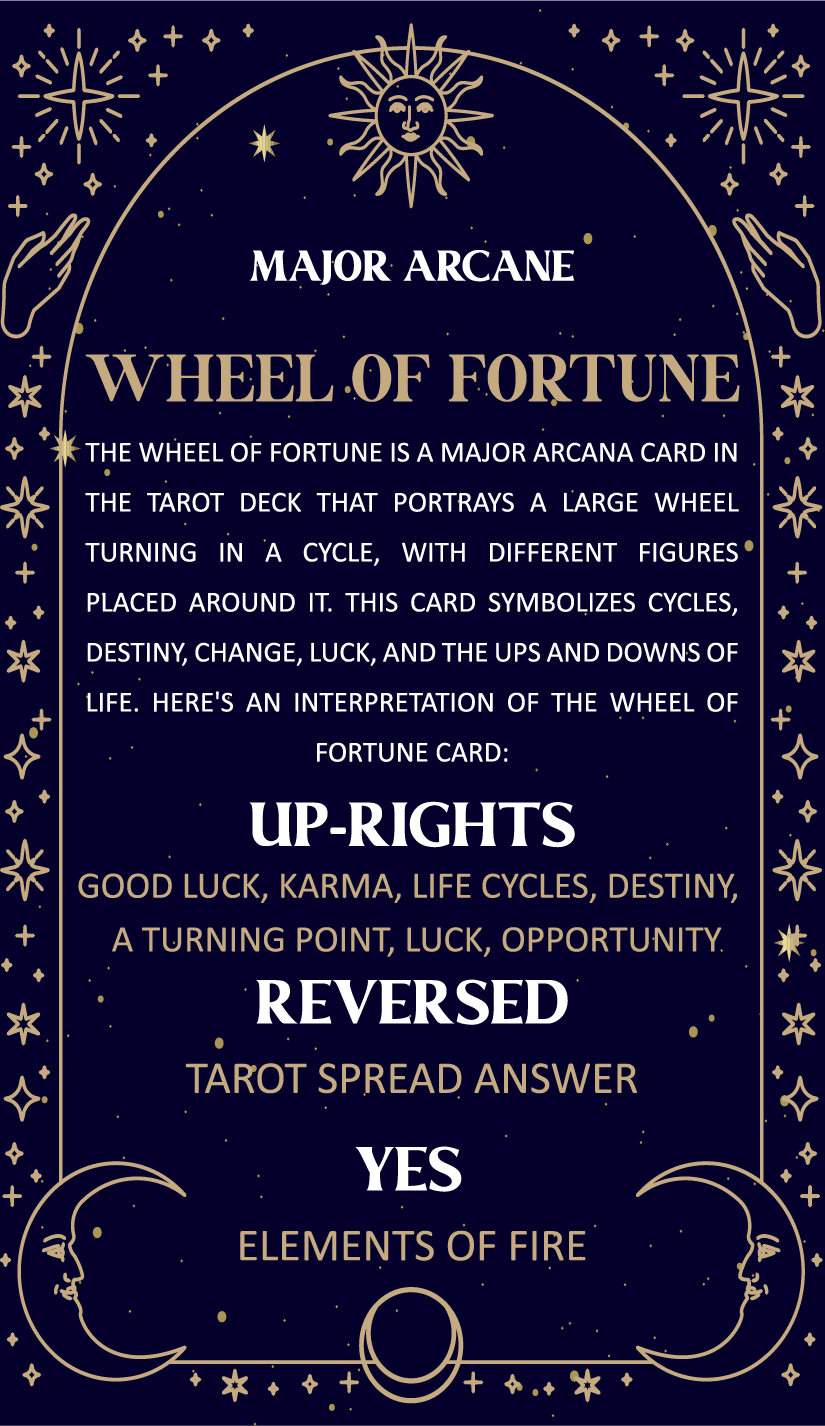 MAJOR ARCANE
WHEEL OF FORTUNE
THE WHEEL OF FORTUNE IS A MAJOR ARCANA CARD IN
THE TAROT DECK THAT PORTRAYS A LARGE WHEEL
TURNING IN A CYCLE, WITH DIFFERENT FIGURES
PLACED AROUND IT. THIS CARD SYMBOLIZES CYCLES,
DESTINY, CHANGE, LUCK, AND THE UPS AND DOWNS OF
LIFE. HERE'S AN INTERPRETATION OF THE WHEEL OF
FORTUNE CARD:
UP-RIGHTS
GOOD LUCK, KARMA, LIFE CYCLES, DESTINY,
A TURNING POINT, LUCK, OPPORTUNITY
REVERSED
TAROT SPREAD ANSWER
YES
ELEMENTS OF FIRE